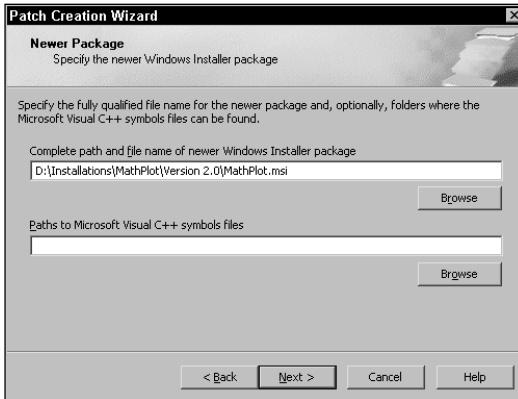 Patch Creation Wizard
Newer Package
Specify the newer Windows Installer package
Specify the fully qualified file name for the newer package and, optionally, folders where the
Microsoft Visual C++ symbols files can be found.
Complete path and file name of newer Windows Installer package
D:\Installations\MathPlot\Version 2.0\MathPlot.msi
Browse
Paths to Microsoft Visual C++ symbols files
Browse
< Back Next > Cancel Help